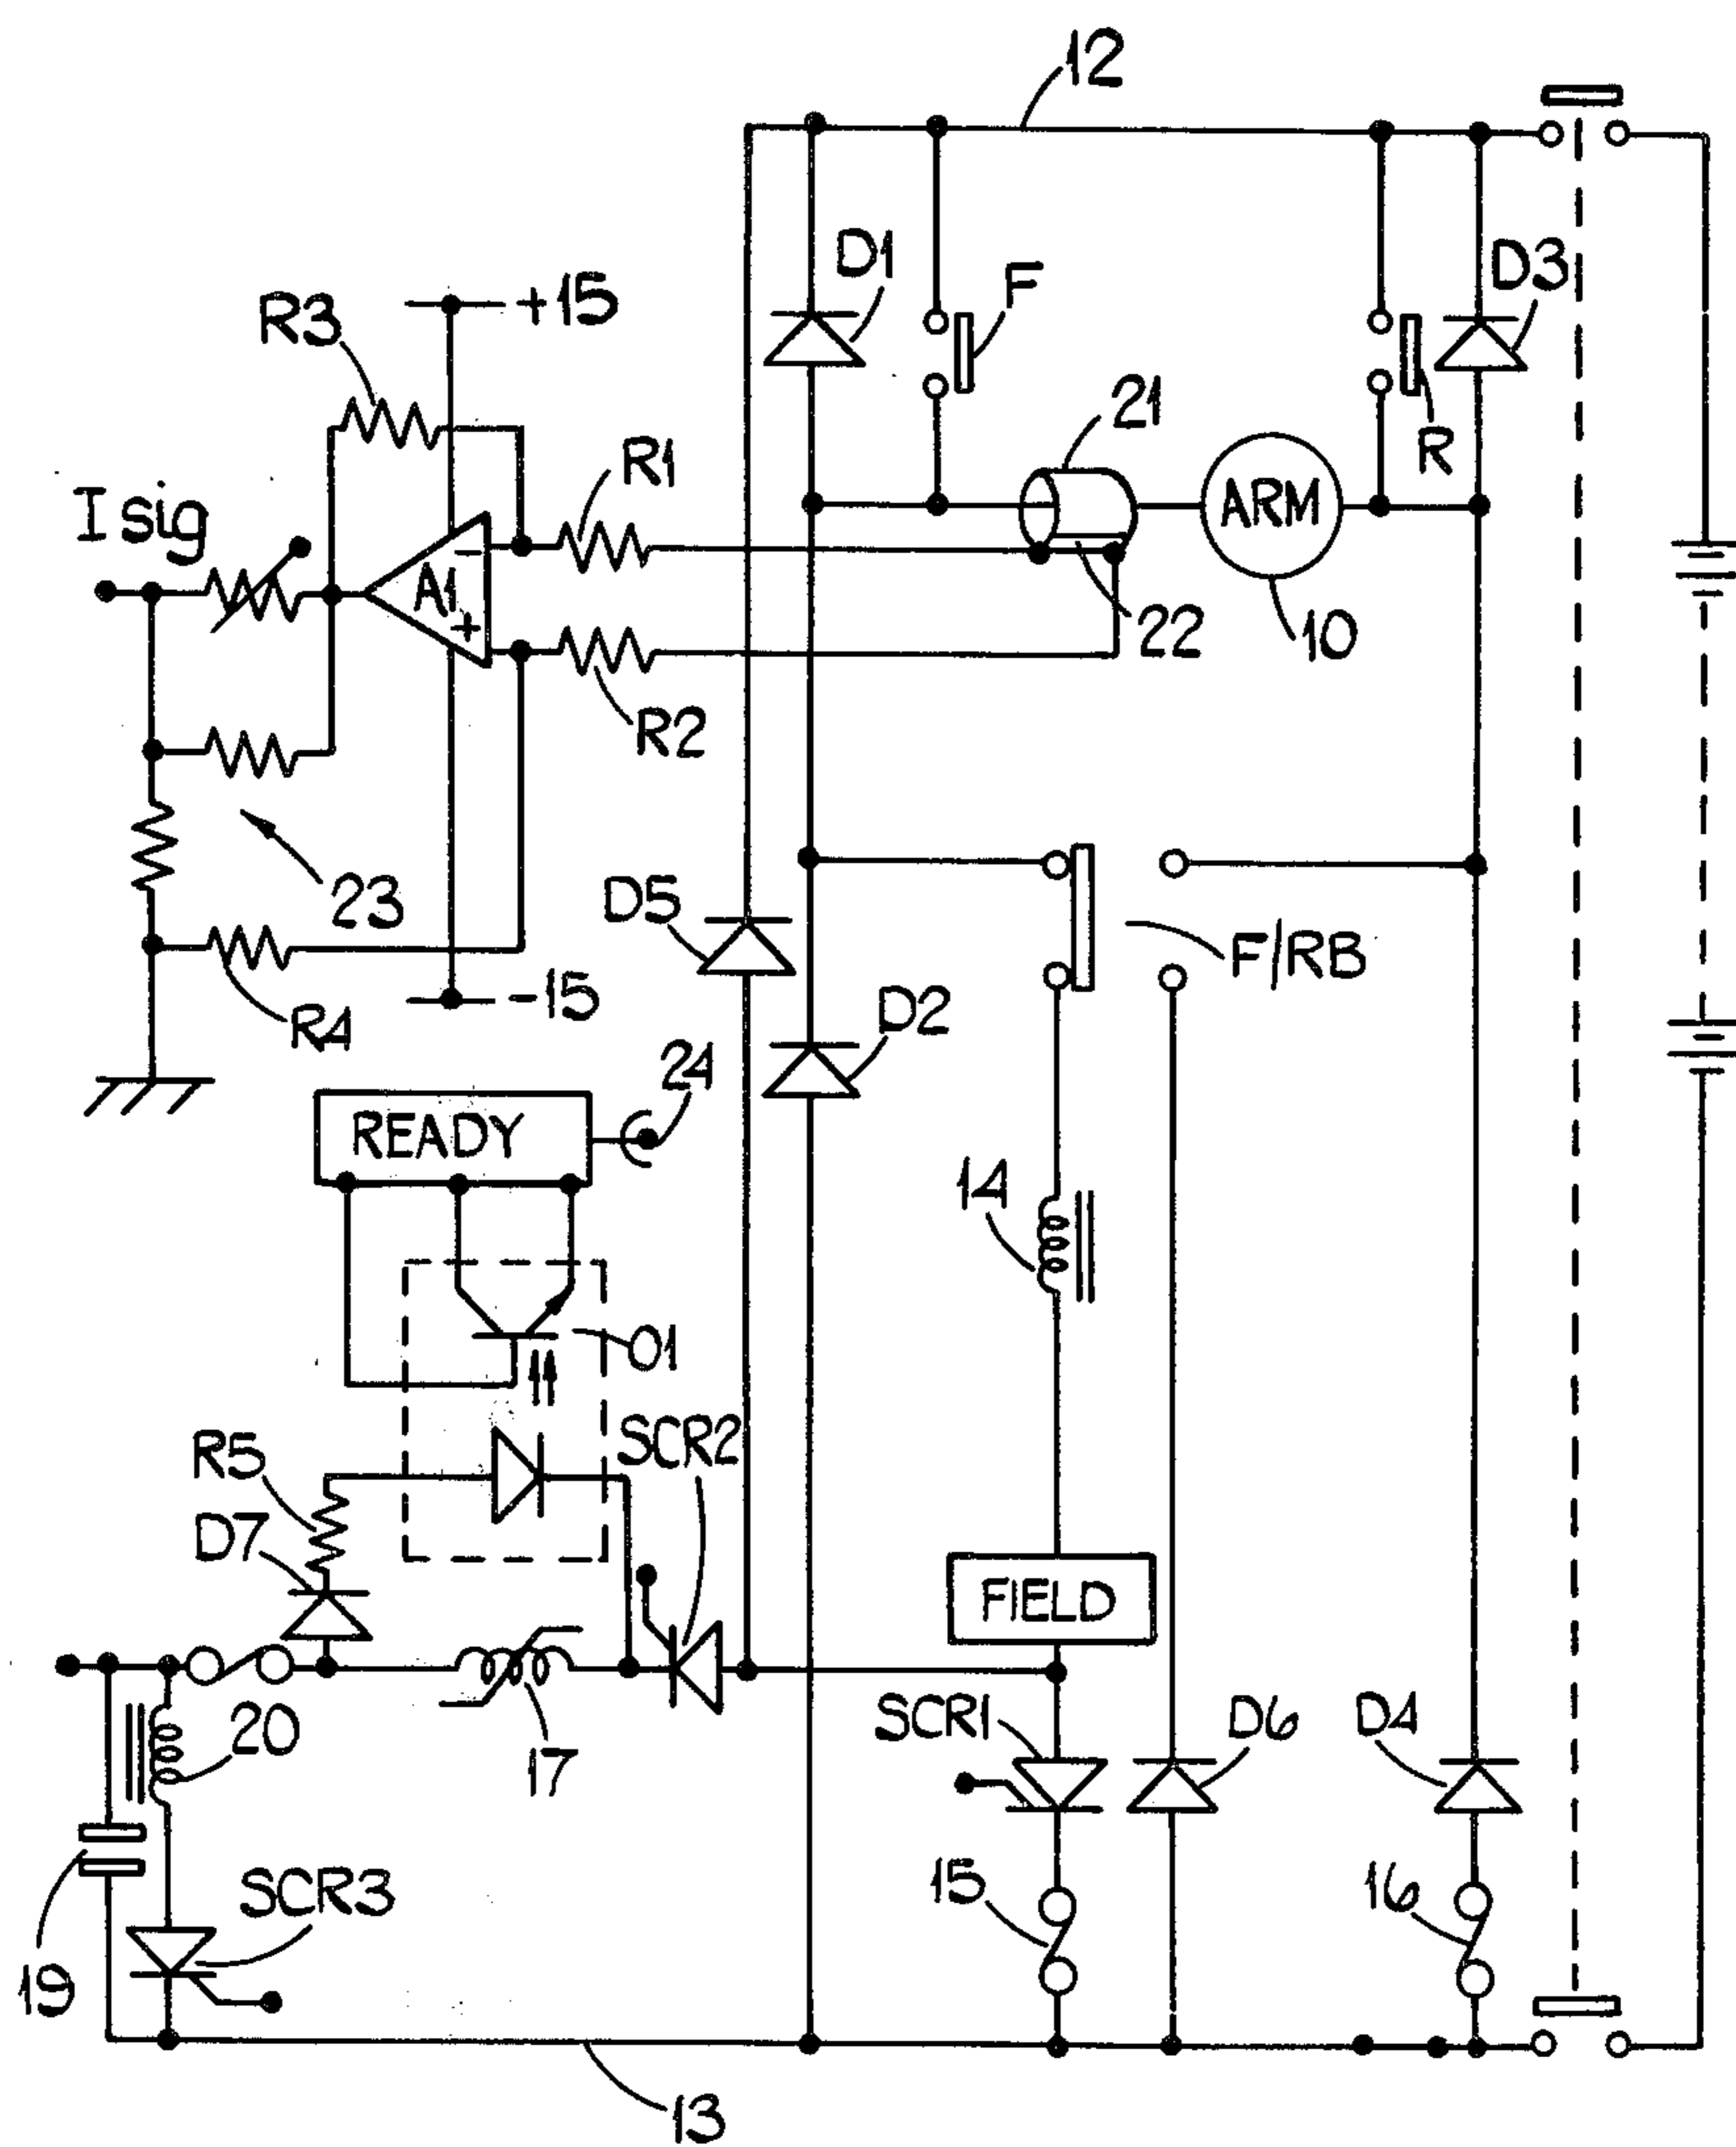 12
D1
F
D3
+15
R3
21
R1
R
I sig
ARM
-
A1
+
22
10
R2
D5
23
F/RB
-15
D2
R4
24
READY
14
O1
SCR2
R5
D7
FIELD
20
SCR1
D6
D4
17
15
16
SCR3
19
13